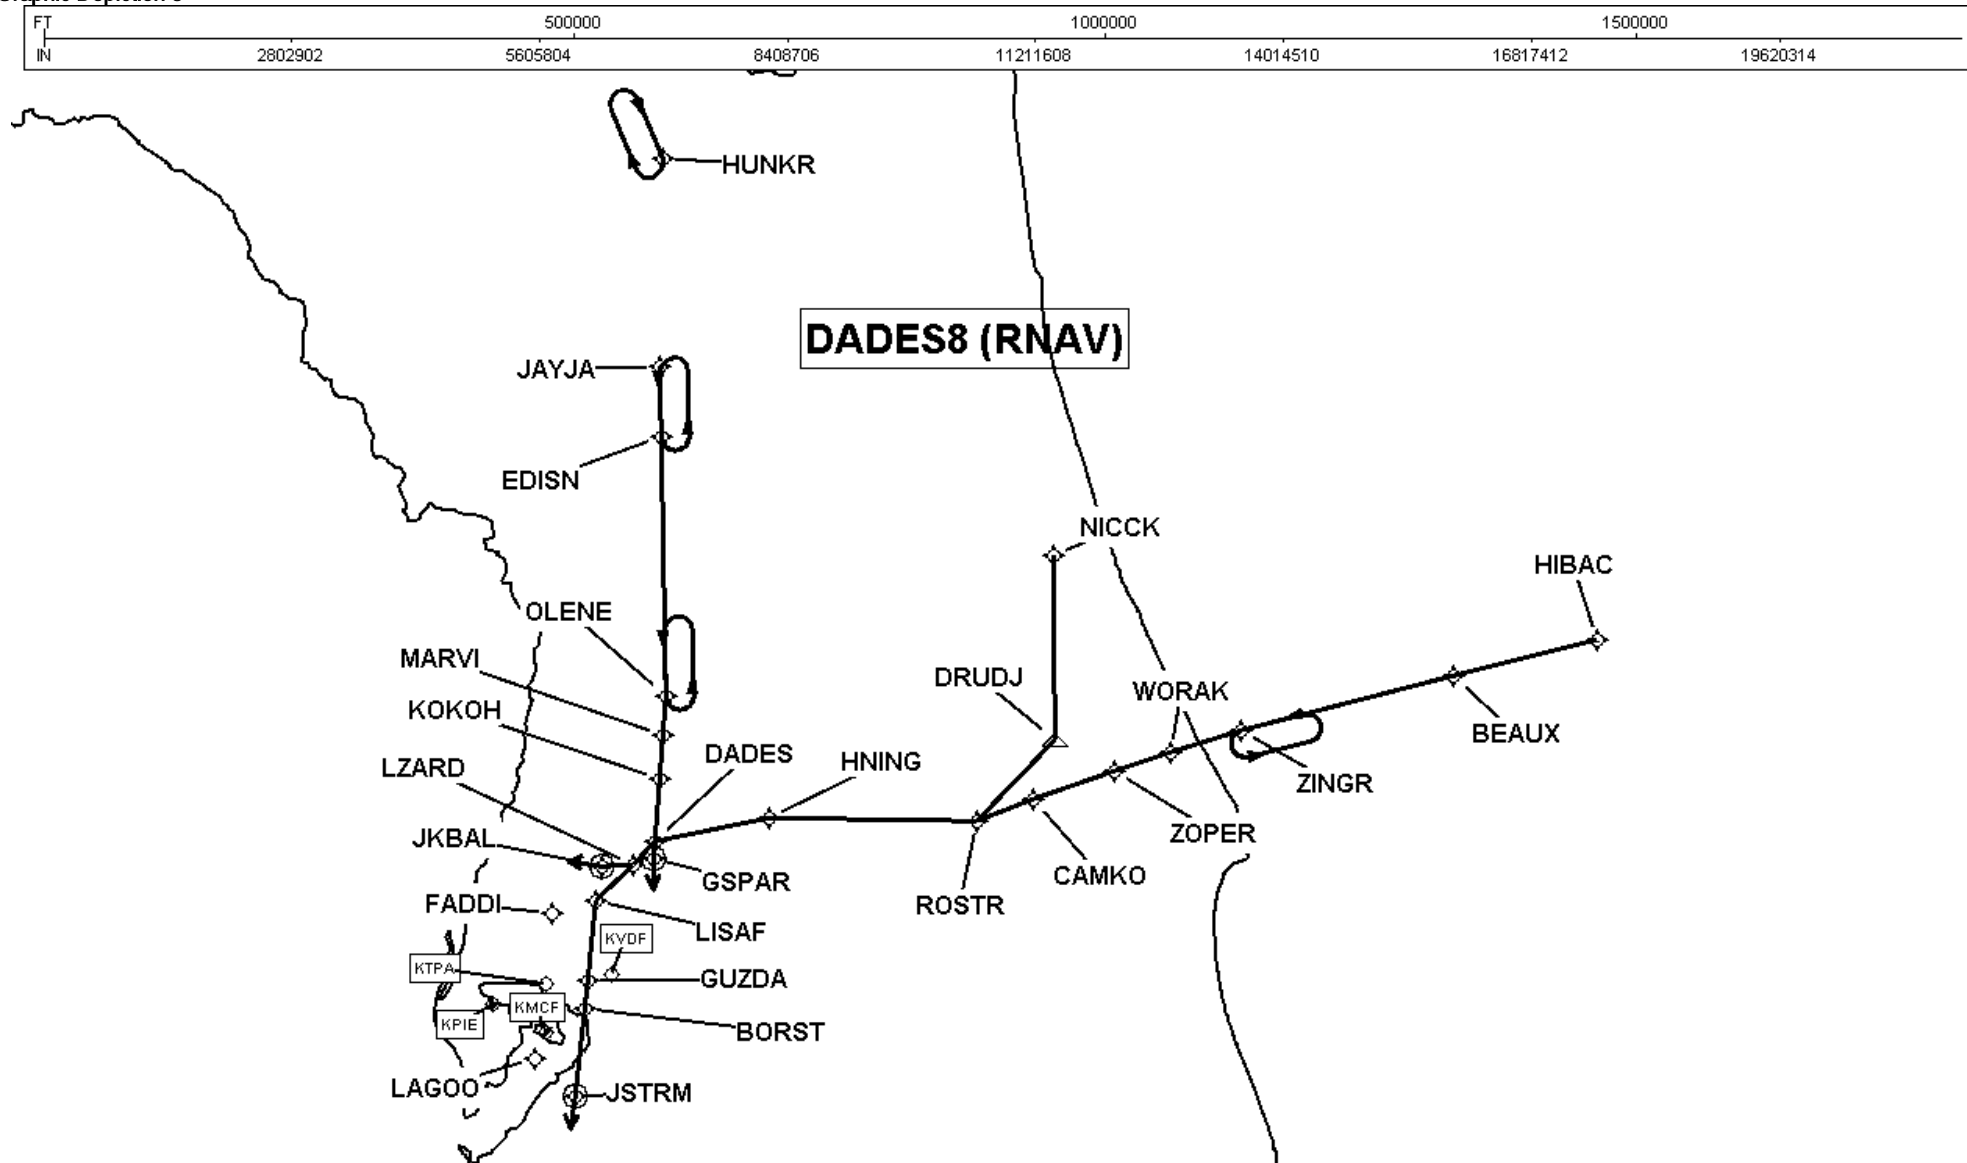 FT 500000 1000000 1500000
IN 2802902 5605804 8408706 11211608 14014510 16817412 19620314
HUNKR
DADES8 (RNAV)
JAYJA
EDISN
NICCK
HIBAC
OLENE
MARVI
DRUDJ
WORAK
KOKOH
BEAUX
DADES
HNING
LZARD
ZINGR
JKBAL
ZOPER
GSPAR
CAMKO
FADDI
ROSTR
LISAF
KVDF
KTPA
GUZDA
KMCF
KPIE
BORST
LAGOO
JSTRM